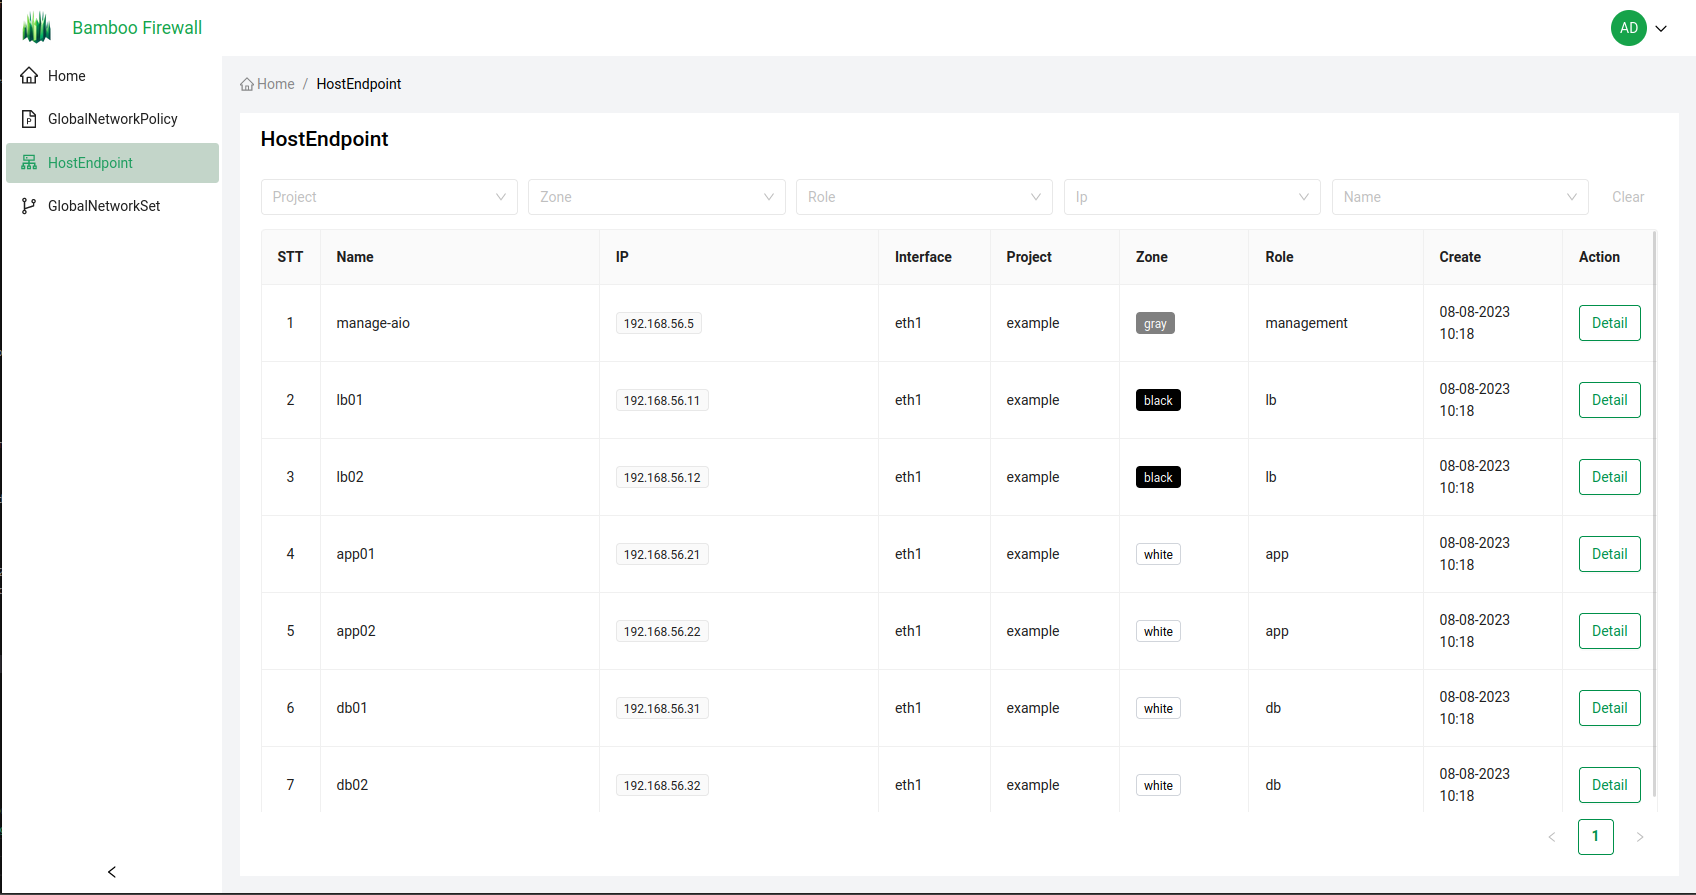 Bamboo Firewall
AD
Home
GlobalNetworkPolicy
HostEndpoint
GlobalNetworkSet
Home / HostEndpoint
HostEndpoint
Project Zone Role Ip Name Clear
STT Name IP Interface Project Zone Role Create Action
1 manage-aio 192.168.56.5 eth1 example gray management 08-08-2023 10:18 Detail
2 lb01 192.168.56.11 eth1 example black lb 08-08-2023 10:18 Detail
3 lb02 192.168.56.12 eth1 example black lb 08-08-2023 10:18 Detail
4 app01 192.168.56.21 eth1 example white app 08-08-2023 10:18 Detail
5 app02 192.168.56.22 eth1 example white app 08-08-2023 10:18 Detail
6 db01 192.168.56.31 eth1 example white db 08-08-2023 10:18 Detail
7 db02 192.168.56.32 eth1 example white db 08-08-2023 10:18 Detail
1